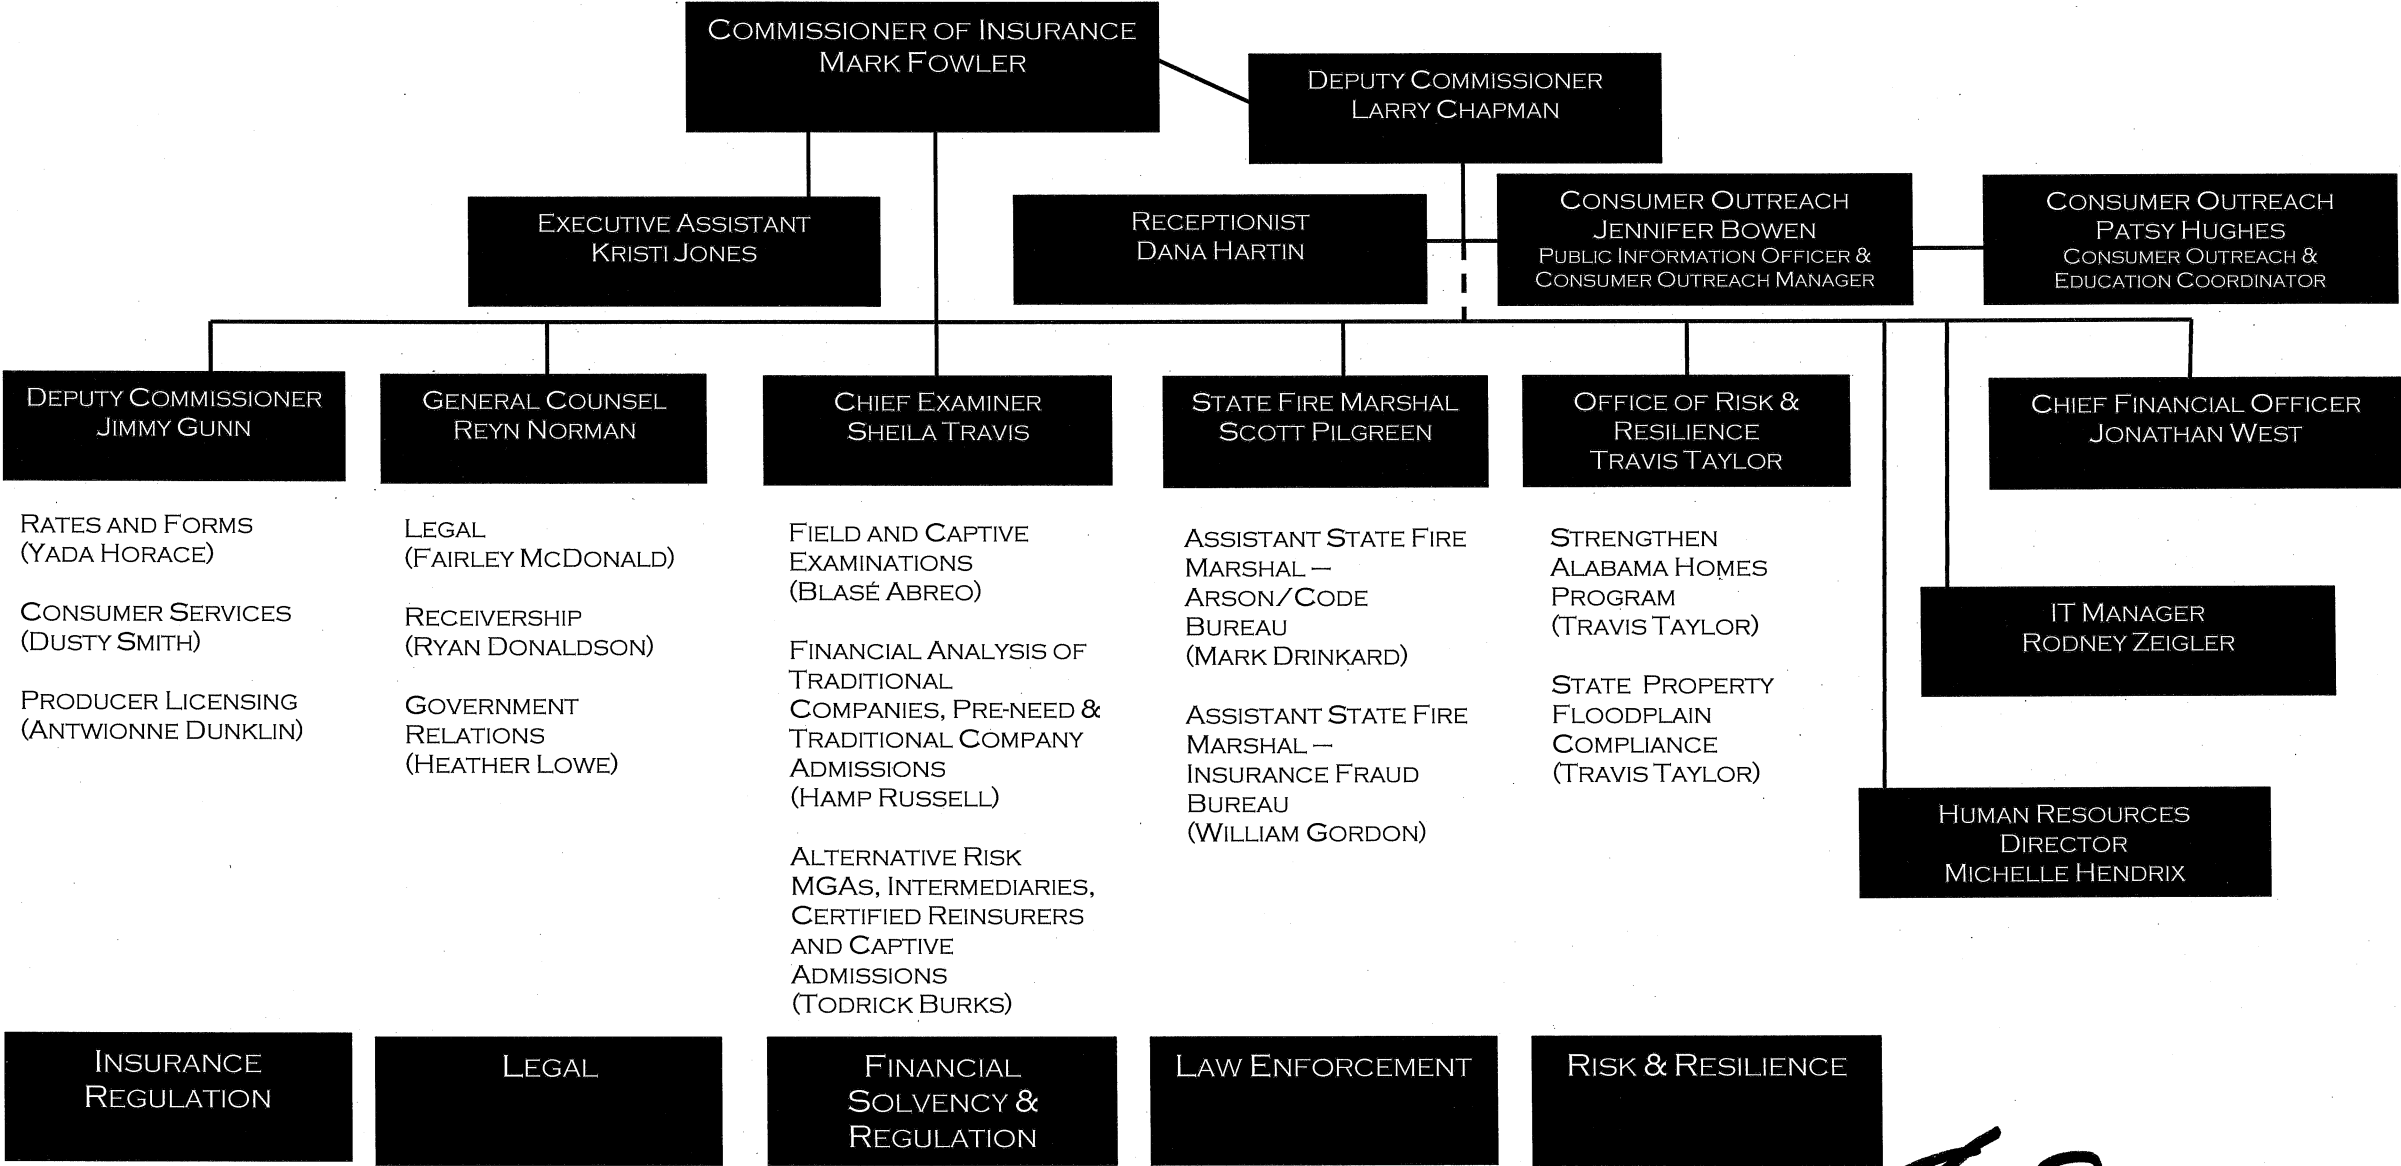 COMMISSIONER OF INSURANCE
MARK FOWLER
DEPUTY COMMISSIONER
LARRY CHAPMAN
EXECUTIVE ASSISTANT
KRISTI JONES
RECEPTIONIST
DANA HARTIN
CONSUMER OUTREACH
JENNIFER BOWEN
PUBLIC INFORMATION OFFICER &
CONSUMER OUTREACH MANAGER
CONSUMER OUTREACH
PATSY HUGHES
CONSUMER OUTREACH &
EDUCATION COORDINATOR
DEPUTY COMMISSIONER
JIMMY GUNN
GENERAL COUNSEL
REYN NORMAN
CHIEF EXAMINER
SHEILA TRAVIS
STATE FIRE MARSHAL
SCOTT PILGREEN
OFFICE OF RISK &
RESILIENCE
TRAVIS TAYLOR
CHIEF FINANCIAL OFFICER
JONATHAN WEST
RATES AND FORMS
(YADA HORACE)
CONSUMER SERVICES
(DUSTY SMITH)
PRODUCER LICENSING
(ANTWIONNE DUNKLIN)
LEGAL
(FAIRLEY MCDONALD)
RECEIVERSHIP
(RYAN DONALDSON)
GOVERNMENT
RELATIONS
(HEATHER LOWE)
FIELD AND CAPTIVE
EXAMINATIONS
(BLASÉ ABREO)
FINANCIAL ANALYSIS OF
TRADITIONAL
COMPANIES, PRE-NEED &
TRADITIONAL COMPANY
ADMISSIONS
(HAMP RUSSELL)
ALTERNATIVE RISK
MGAS, INTERMEDIARIES,
CERTIFIED REINSURERS
AND CAPTIVE
ADMISSIONS
(TODRICK BURKS)
ASSISTANT STATE FIRE
MARSHAL –
ARSON/CODE
BUREAU
(MARK DRINKARD)
ASSISTANT STATE FIRE
MARSHAL –
INSURANCE FRAUD
BUREAU
(WILLIAM GORDON)
STRENGTHEN
ALABAMA HOMES
PROGRAM
(TRAVIS TAYLOR)
STATE PROPERTY
FLOODPLAIN
COMPLIANCE
(TRAVIS TAYLOR)
IT MANAGER
RODNEY ZEIGLER
HUMAN RESOURCES
DIRECTOR
MICHELLE HENDRIX
INSURANCE
REGULATION
LEGAL
FINANCIAL
SOLVENCY &
REGULATION
LAW ENFORCEMENT
RISK & RESILIENCE